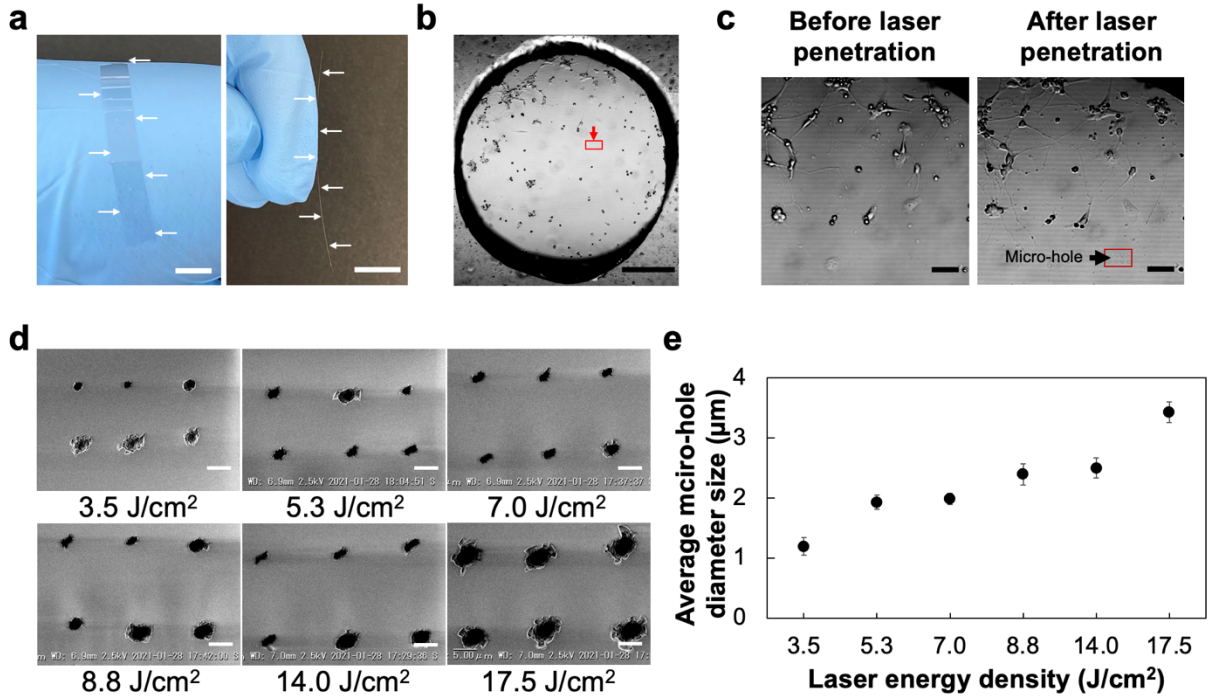 a
b
c
Before laser
penetration
After laser
penetration
Micro-hole
d
3.5 J/cm²
WD: 6.9mm 2.5kV 2021-01-28 18:04:51 S
5.3 J/cm²
μm WD: 6.9mm 2.5kV 2021-01-28 17:37:37 S
7.0 J/cm²
m WD: 6.9mm 2.5kV 2021-01-28 17:42:00 S
8.8 J/cm²
WD: 7.0mm 2.5kV 2021-01-28 17:29:36 S
14.0 J/cm²
5.00μm WD: 7.0mm 2.5kV 2021-01-28
17.5 J/cm²
e
Average mciro-hole
diameter size (μm)
4
3
2
1
0
3.5 5.3 7.0 8.8 14.0 17.5
Laser energy density (J/cm²)